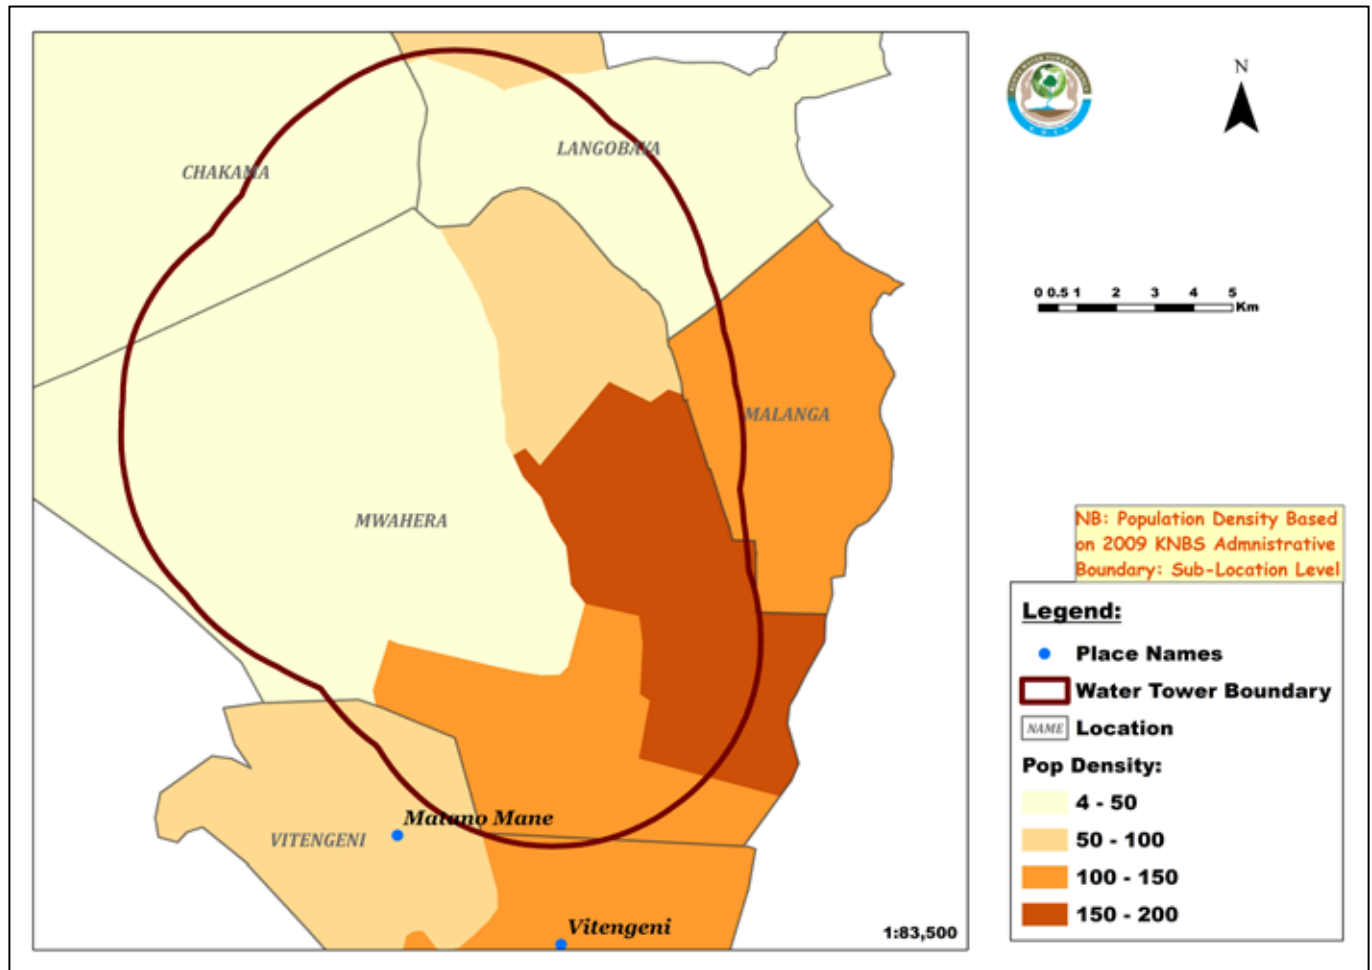 CHAKAMA
LANGOBAYA
MALANGA
MWAHERA
Matano Mane
VITENGENI
Vitengeni
1:83,500
N
0 0.5 1 2 3 4 5
Km
NB: Population Density Based
on 2009 KNBS Admnistrative
Boundary: Sub-Location Level
Legend:
Place Names
Water Tower Boundary
NAME Location
Pop Density:
4 - 50
50 - 100
100 - 150
150 - 200